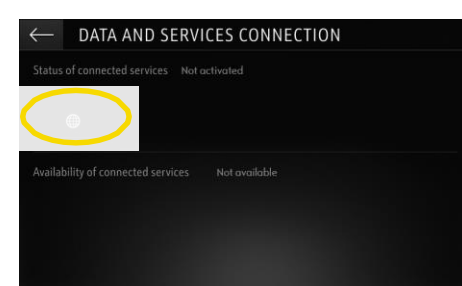 DATA AND SERVICES CONNECTION
Status of connected services Not activated
Availability of connected services Not available